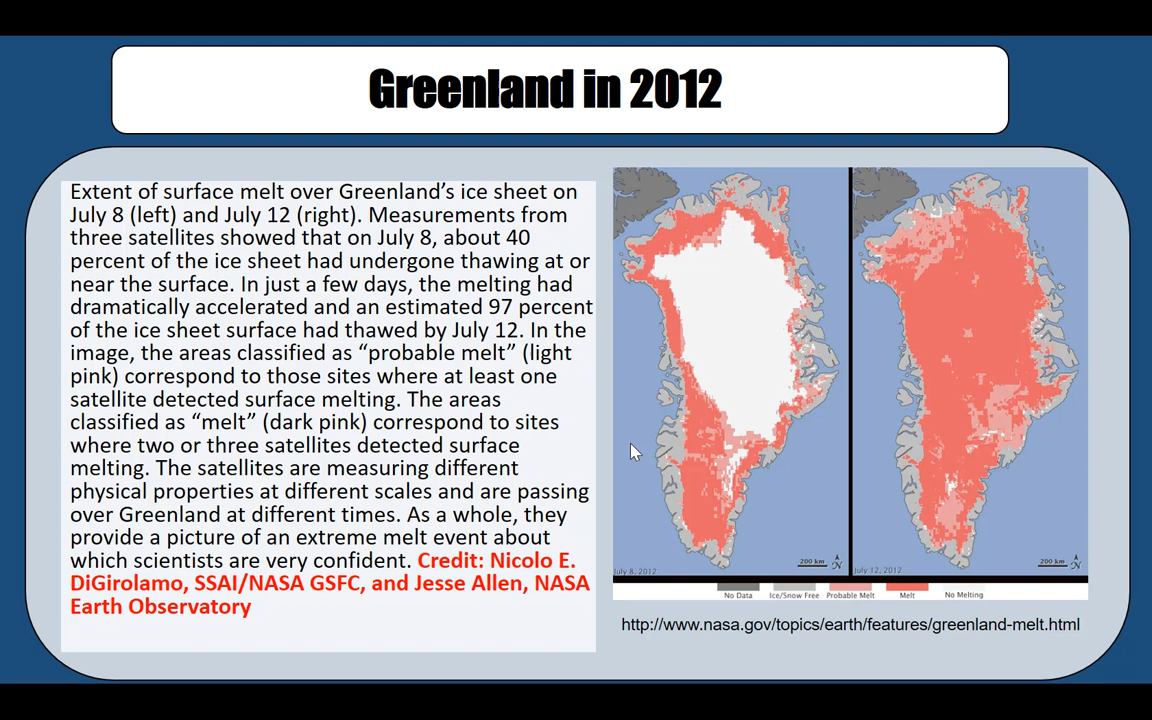 Greenland in 2012
Extent of surface melt over Greenland’s ice sheet on
July 8 (left) and July 12 (right). Measurements from
three satellites showed that on July 8, about 40
percent of the ice sheet had undergone thawing at or
near the surface. In just a few days, the melting had
dramatically accelerated and an estimated 97 percent
of the ice sheet surface had thawed by July 12. In the
image, the areas classified as “probable melt” (light
pink) correspond to those sites where at least one
satellite detected surface melting. The areas
classified as “melt” (dark pink) correspond to sites
where two or three satellites detected surface
melting. The satellites are measuring different
physical properties at different scales and are passing
over Greenland at different times. As a whole, they
provide a picture of an extreme melt event about
which scientists are very confident. Credit: Nicolo E.
DiGirolamo, SSAI/NASA GSFC, and Jesse Allen, NASA
Earth Observatory
July 8, 2012
200 km
N
July 12, 2012
200 km
N
No Data
Ice/Snow Free
Probable Melt
Melt
No Melting
http://www.nasa.gov/topics/earth/features/greenland-melt.html